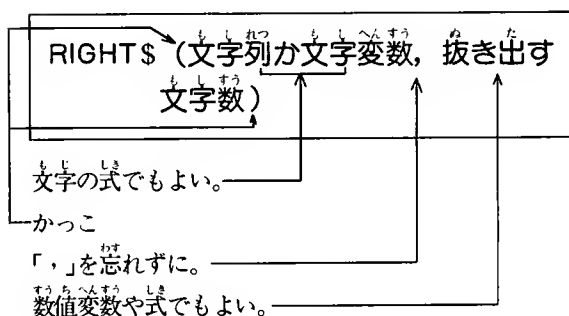 RIGHT$(文字列か文字変数, 抜き出す
文字数)
文字の式でもよい。
かっこ
「,」を忘れずに。
数値変数や式でもよい。